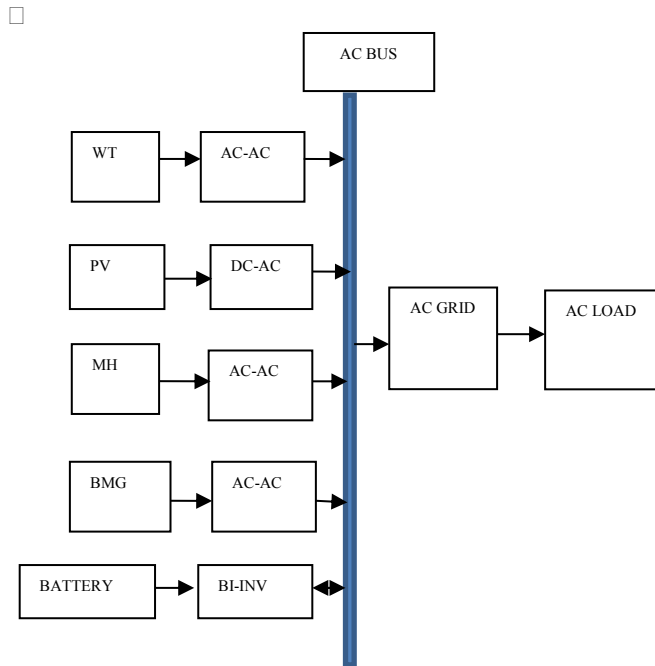 AC BUS
WT
AC-AC
PV
DC-AC
AC GRID
AC LOAD
MH
AC-AC
BMG
AC-AC
BATTERY
BI-INV